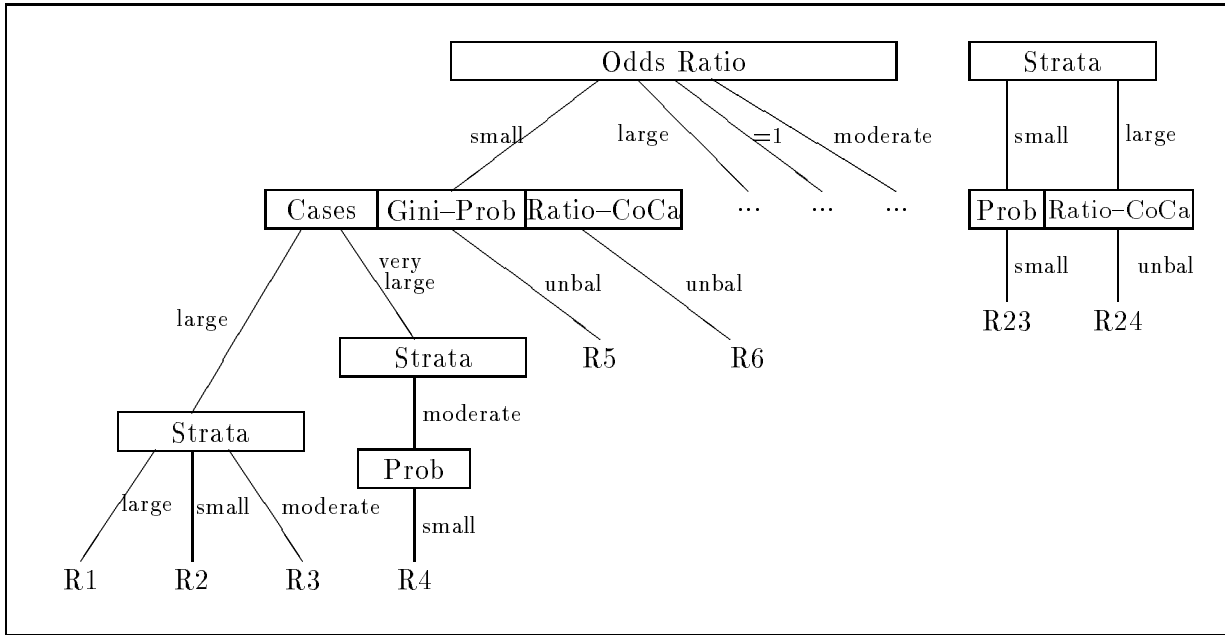 Odds Ratio
Strata
small
large
=1
moderate
small
large
Cases
Gini–Prob
Ratio–CoCa
...
...
...
Prob
Ratio–CoCa
very
large
unbal
unbal
small
unbal
large
R23
R24
Strata
R5
R6
moderate
Strata
Prob
large
small
moderate
small
R1
R2
R3
R4